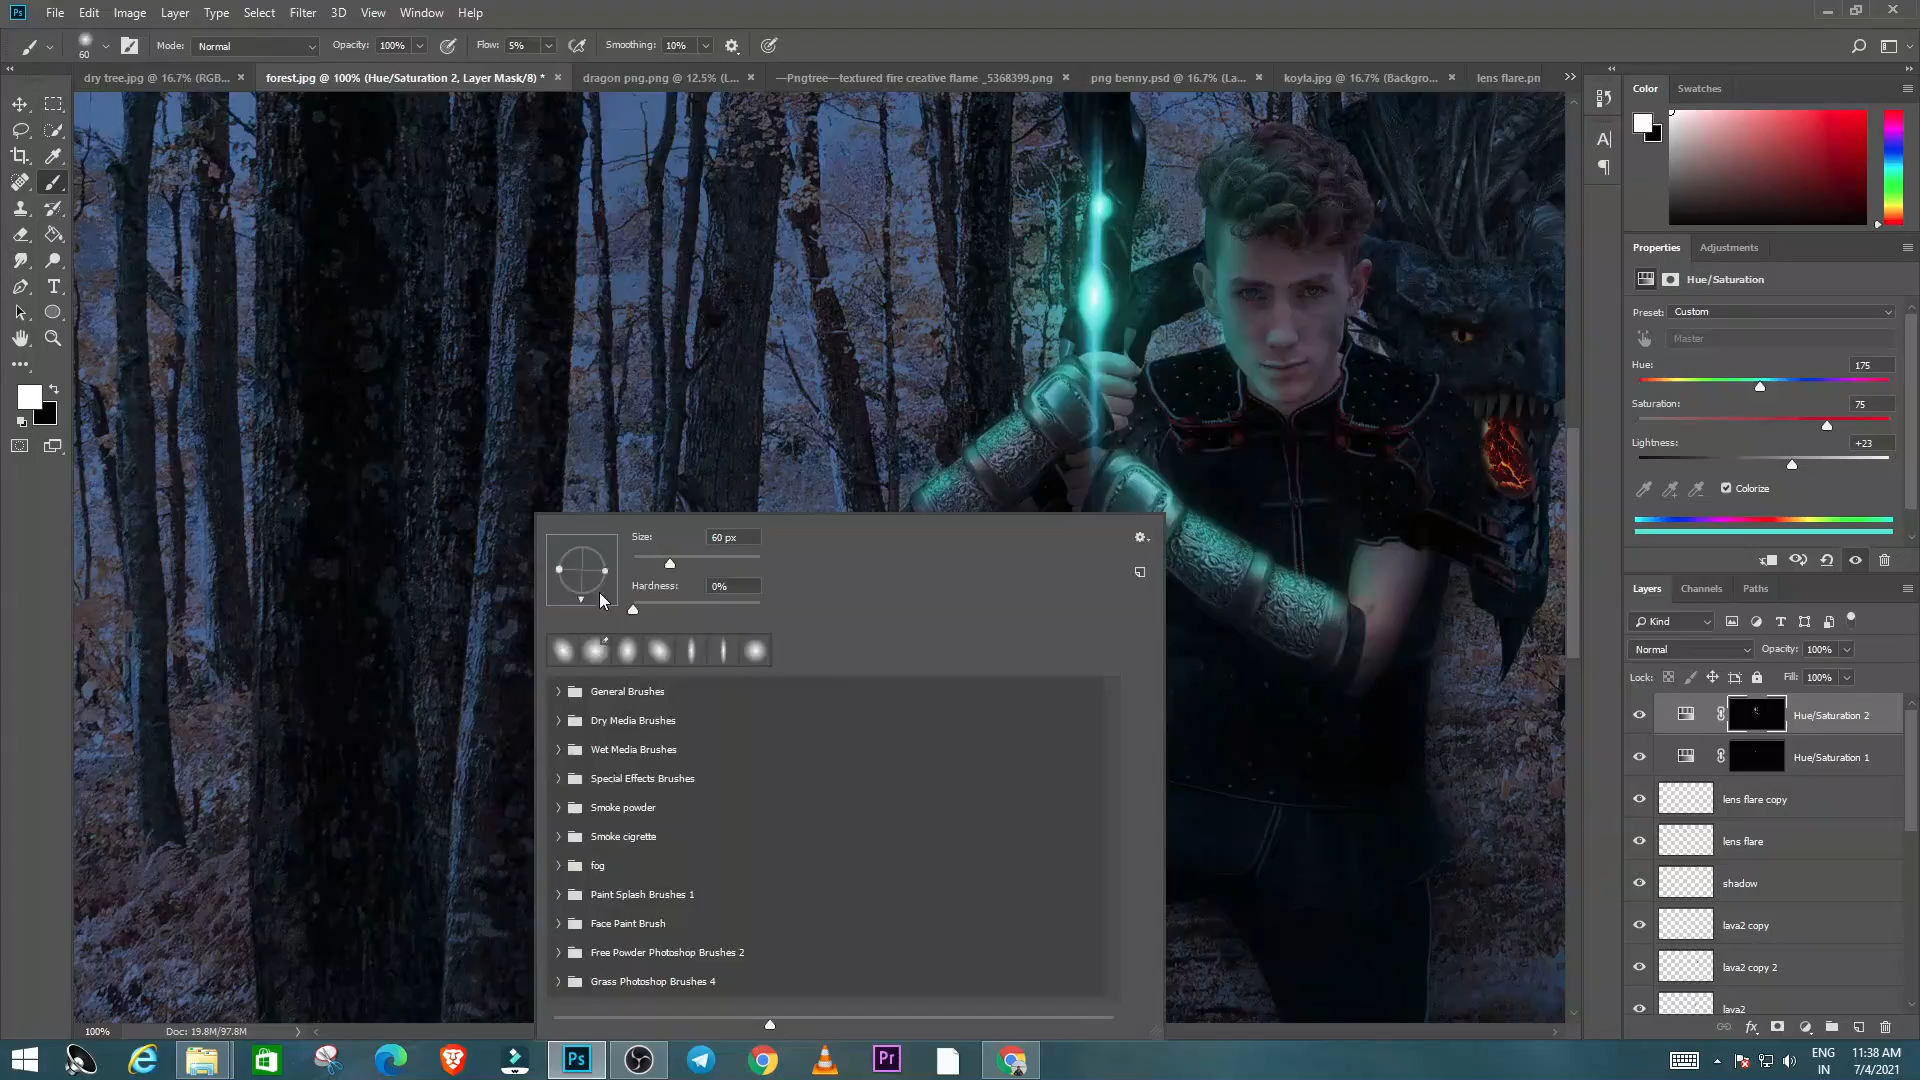 Ps File Edit Image Layer Type Select Filter 3D View Window Help
60 Mode: Normal Opacity: 100% Flow: 5% Smoothing: 10%
dry tree.jpg @ 16.7% (RGB... × forest.jpg @ 100% (Hue/Saturation 2, Layer Mask/8) * × dragon png.png @ 12.5% (L... × —Pngtree—textured fire creative flame _5368399.png × png benny.psd @ 16.7% (La... × koyla.jpg @ 16.7% (Backgro... × lens flare.pn
Color Swatches
Properties Adjustments
Hue/Saturation
Preset: Custom
Master
Hue: 175
Saturation: 75
Lightness: +23
Colorize
Size: 60 px
Hardness: 0%
General Brushes
Dry Media Brushes
Wet Media Brushes
Special Effects Brushes
Smoke powder
Smoke cigrette
fog
Paint Splash Brushes 1
Face Paint Brush
Free Powder Photoshop Brushes 2
Grass Photoshop Brushes 4
Layers Channels Paths
Kind
Normal Opacity: 100%
Lock: Fill: 100%
Hue/Saturation 2
Hue/Saturation 1
lens flare copy
lens flare
shadow
lava2 copy
lava2 copy 2
lava2
100% Doc: 19.8M/97.8M
Ps Pr
ENG 11:38 AM
IN 7/4/2021